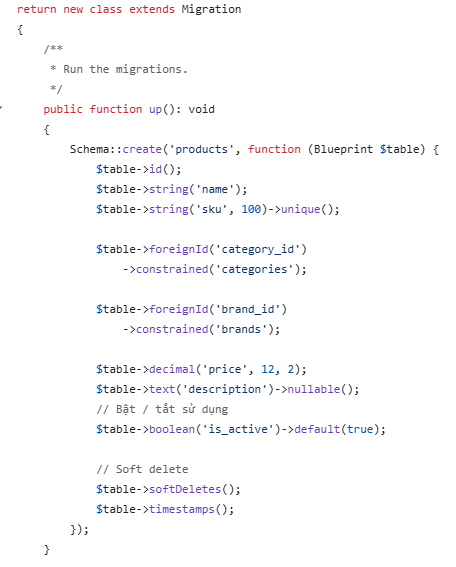 return new class extends Migration
{
    /**
     * Run the migrations.
     */
    public function up(): void
    {
        Schema::create('products', function (Blueprint $table) {
            $table->id();
            $table->string('name');
            $table->string('sku', 100)->unique();

            $table->foreignId('category_id')
                ->constrained('categories');

            $table->foreignId('brand_id')
                ->constrained('brands');

            $table->decimal('price', 12, 2);
            $table->text('description')->nullable();
            // Bật / tắt sử dụng
            $table->boolean('is_active')->default(true);

            // Soft delete
            $table->softDeletes();
            $table->timestamps();
        });
    }